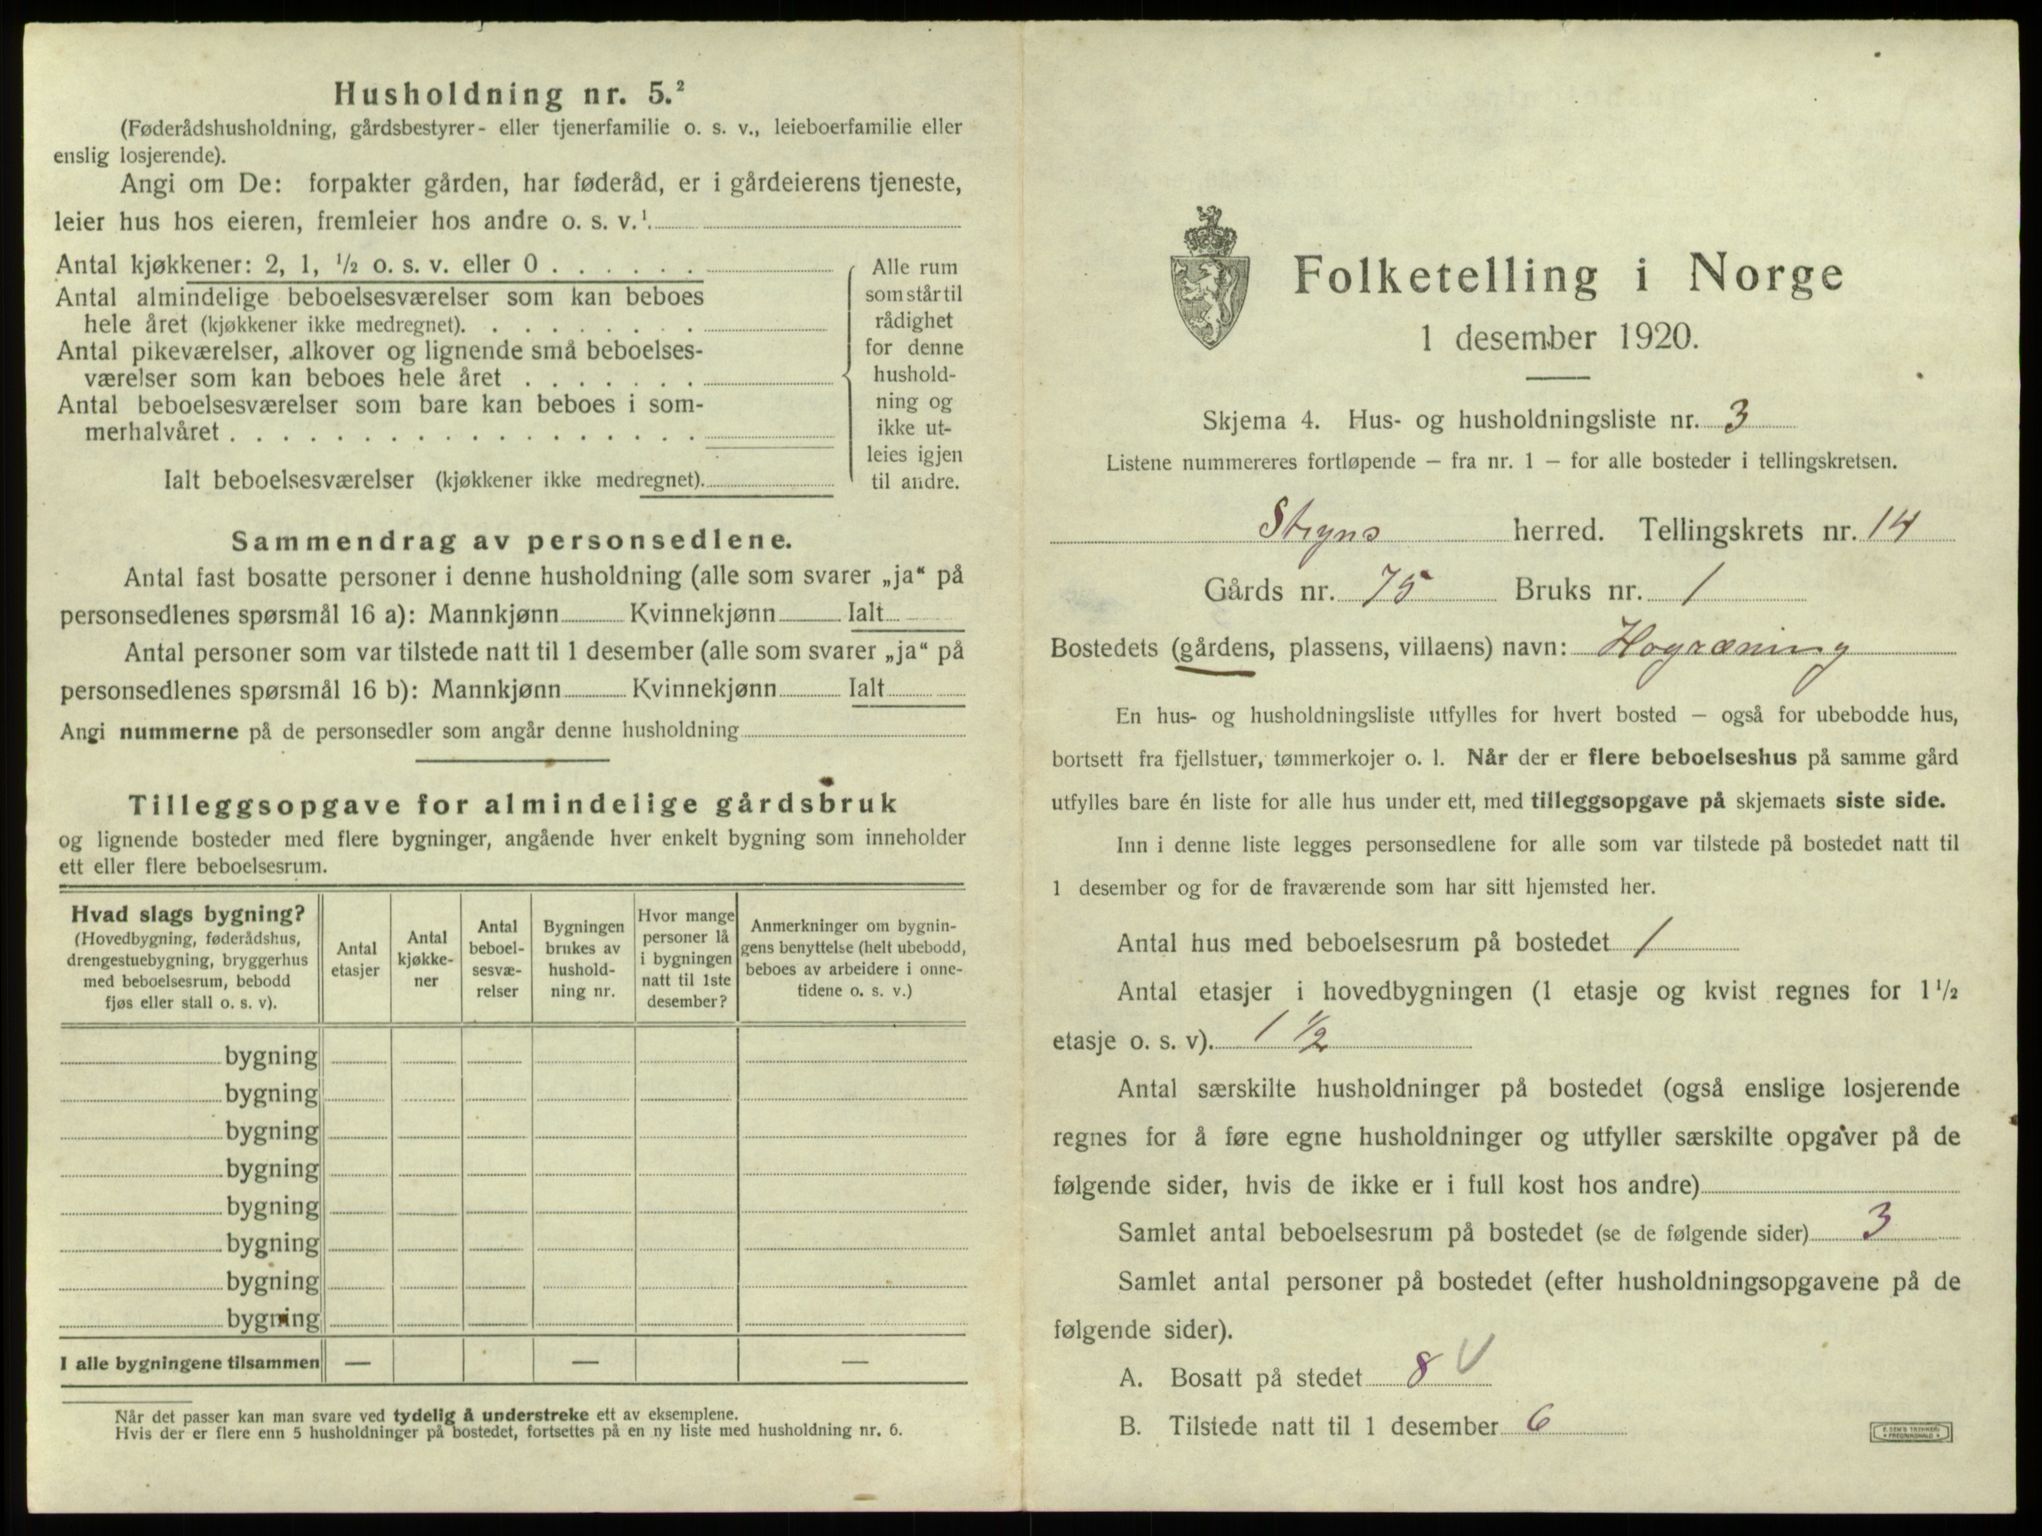 Husholdning nr. 5.²
(Føderådshusholdning, gårdsbestyrer- eller tjenerfamilie o. s. v., leieboerfamilie eller
enslig losjerende).
Angi om De: forpakter gården, har føderåd, er i gårdeierens tjeneste,
leier hus hos eieren, fremleier hos andre o. s. v.¹
Antal kjøkkener: 2, 1, ½ o. s. v. eller 0 . . . . . .
Antal almindelige beboelsesværelser som kan beboes
hele året (kjøkkener ikke medregnet). . . . . . . . .
Antal pikeværelser, alkover og lignende små beboelses-
værelser som kan beboes hele året . . . . . . .
Antal beboelsesværelser som bare kan beboes i som-
merhalvåret . . . . . . . . . . . . . . . . . .
Ialt beboelsesværelser (kjøkkener ikke medregnet).
Alle rum
som står til
rådighet
for denne
hushold-
ning og
ikke ut-
leies igjen
til andre.
Sammendrag av personsedlene.
Antal fast bosatte personer i denne husholdning (alle som svarer „ja“ på
personsedlenes spørsmål 16 a): Mannkjønn Kvinnekjønn Ialt
Antal personer som var tilstede natt til 1 desember (alle som svarer „ja“ på
personsedlenes spørsmål 16 b): Mannkjønn Kvinnekjønn Ialt
Angi nummerne på de personsedler som angår denne husholdning
Tilleggsopgave for almindelige gårdsbruk
og lignende bosteder med flere bygninger, angående hver enkelt bygning som inneholder
ett eller flere beboelsesrum.
Hvad slags bygning?
(Hovedbygning, føderådshus,
drengestuebygning, bryggerhus
med beboelsesrum, bebodd
fjøs eller stall o. s. v).
Antal
etasjer
Antal
kjøkke-
ner
Antal
beboel-
sesvæ-
relser
Bygningen
brukes av
hushold-
ning nr.
Hvor mange
personer lå
i bygningen
natt til 1ste
desember?
Anmerkninger om bygnin-
gens benyttelse (helt ubebodd,
beboes av arbeidere i onne-
tidene o. s. v.)
bygning
bygning
bygning
bygning
bygning
bygning
bygning
bygning
I alle bygningene tilsammen — — —
Når det passer kan man svare ved tydelig å understreke ett av eksemplene.
Hvis der er flere enn 5 husholdninger på bostedet, fortsettes på en ny liste med husholdning nr. 6.
Folketelling i Norge
1 desember 1920.
Skjema 4. Hus- og husholdningsliste nr. 3
Listene nummereres fortløpende – fra nr. 1 – for alle bosteder i tellingskretsen.
Stryns herred. Tellingskrets nr. 14
Gårds nr. 75 Bruks nr. 1
Bostedets (gårdens, plassens, villaens) navn: Hogræning
En hus- og husholdningsliste utfylles for hvert bosted – også for ubebodde hus,
bortsett fra fjellstuer, tømmerkojer o. l. Når der er flere beboelseshus på samme gård
utfylles bare én liste for alle hus under ett, med tilleggsopgave på skjemaets siste side.
Inn i denne liste legges personsedlene for alle som var tilstede på bostedet natt til
1 desember og for de fraværende som har sitt hjemsted her.
Antal hus med beboelsesrum på bostedet 1
Antal etasjer i hovedbygningen (1 etasje og kvist regnes for 1½
etasje o. s. v). 1 ½
Antal særskilte husholdninger på bostedet (også enslige losjerende
regnes for å føre egne husholdninger og utfyller særskilte opgaver på de
følgende sider, hvis de ikke er i full kost hos andre)
Samlet antal beboelsesrum på bostedet (se de følgende sider) 3
Samlet antal personer på bostedet (efter husholdningsopgavene på de
følgende sider).
A. Bosatt på stedet 8
B. Tilstede natt til 1 desember 6